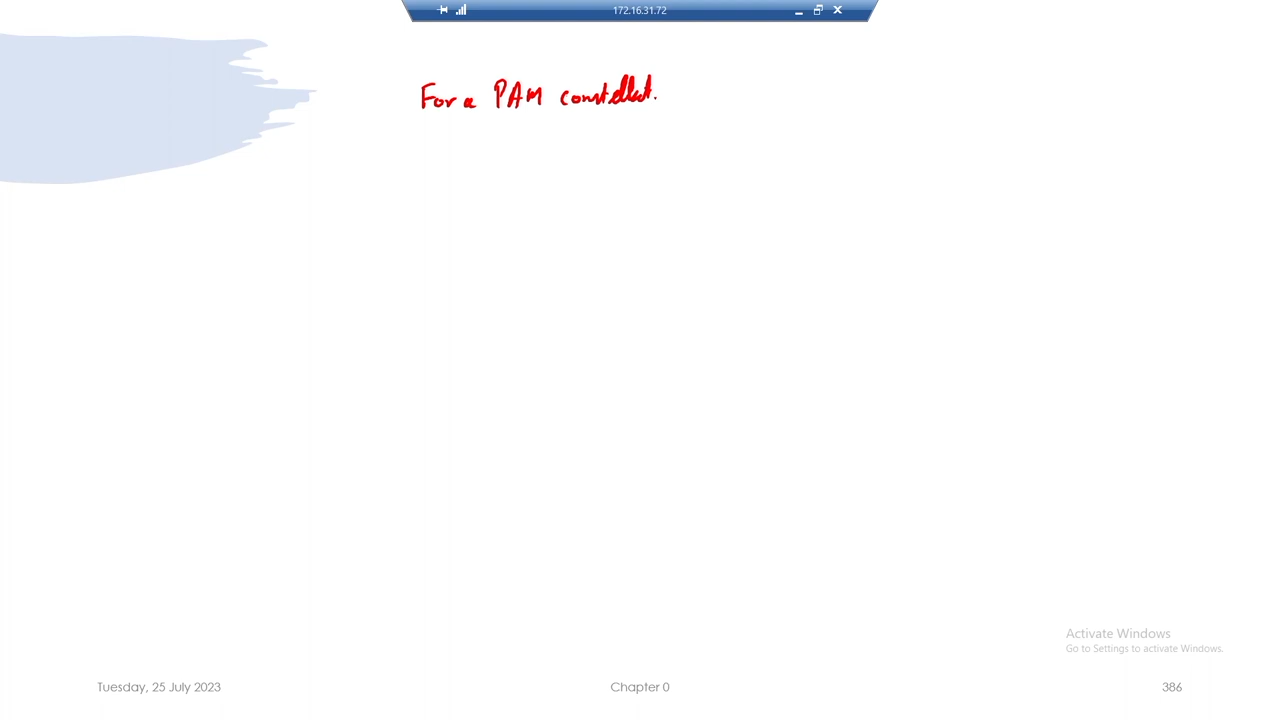 172.16.31.72
For a PAM constellat.
Activate Windows
Go to Settings to activate Windows.
Tuesday, 25 July 2023
Chapter 0
386